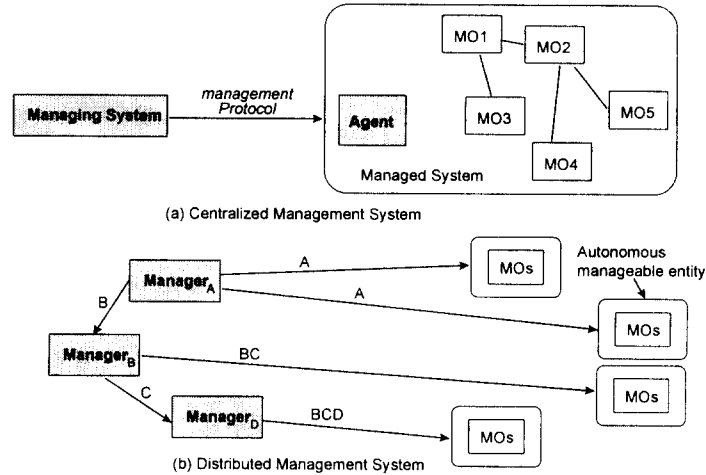 MO1
MO2
management
Protocol
Managing System
Agent
MO3
MO5
MO4
Managed System
(a) Centralized Management System
A
MOs
Autonomous
manageable entity
ManagerA
B
A
MOs
ManagerB
BC
MOs
C
ManagerD
BCD
MOs
(b) Distributed Management System